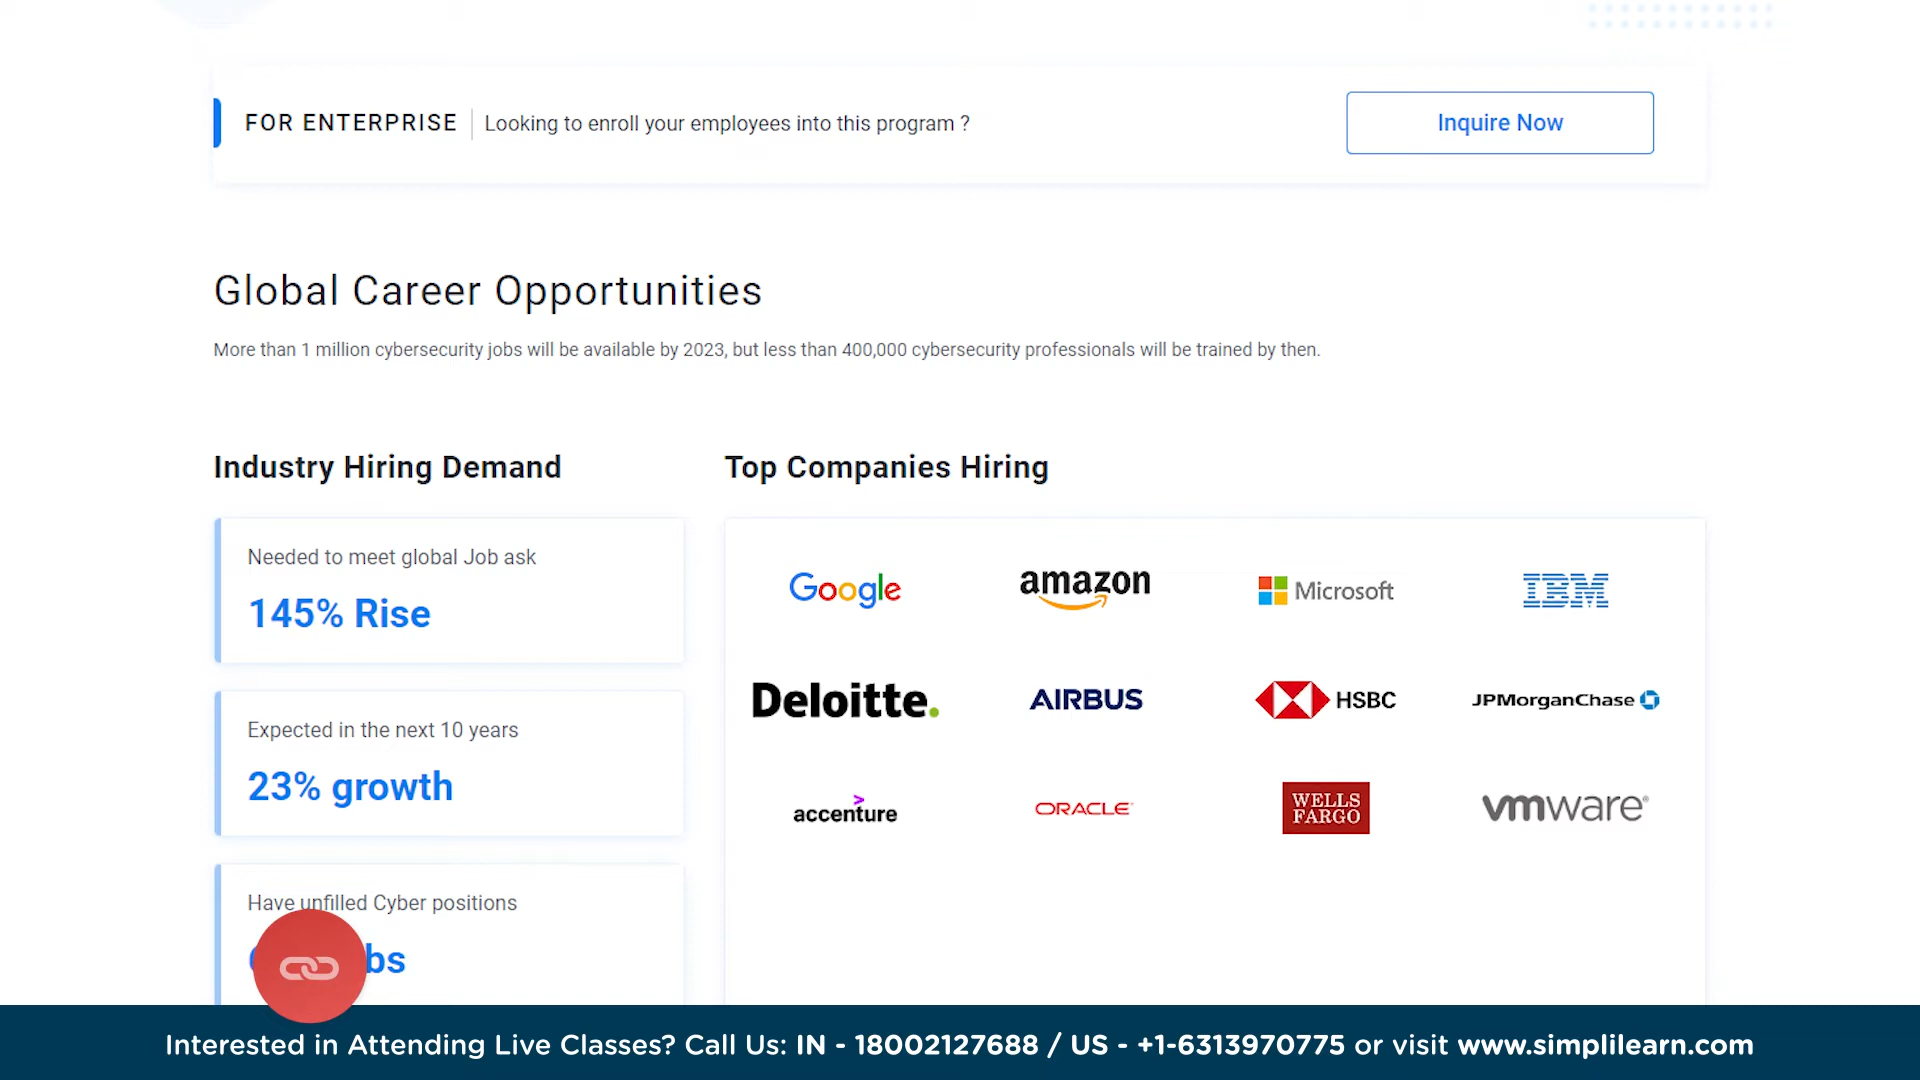 FOR ENTERPRISE Looking to enroll your employees into this program ?
Inquire Now
Global Career Opportunities
More than 1 million cybersecurity jobs will be available by 2023, but less than 400,000 cybersecurity professionals will be trained by then.
Industry Hiring Demand
Needed to meet global Job ask
145% Rise
Expected in the next 10 years
23% growth
Have unfilled Cyber positions
Top Companies Hiring
Google amazon Microsoft IBM
Deloitte. AIRBUS HSBC JPMorganChase
accenture ORACLE WELLS FARGO vmware
Interested in Attending Live Classes? Call Us: IN - 18002127688 / US - +1-6313970775 or visit www.simplilearn.com